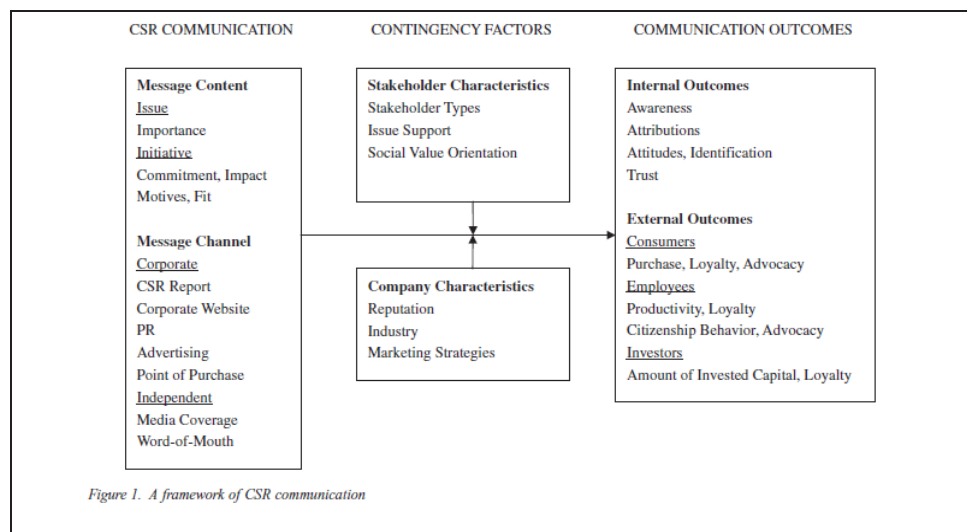 CSR COMMUNICATION
Message Content
Issue
Importance
Initiative
Commitment, Impact
Motives, Fit
Message Channel
Corporate
CSR Report
Corporate Website
PR
Advertising
Point of Purchase
Independent
Media Coverage
Word-of-Mouth
CONTINGENCY FACTORS
Stakeholder Characteristics
Stakeholder Types
Issue Support
Social Value Orientation
Company Characteristics
Reputation
Industry
Marketing Strategies
COMMUNICATION OUTCOMES
Internal Outcomes
Awareness
Attributions
Attitudes, Identification
Trust
External Outcomes
Consumers
Purchase, Loyalty, Advocacy
Employees
Productivity, Loyalty
Citizenship Behavior, Advocacy
Investors
Amount of Invested Capital, Loyalty
Figure 1. A framework of CSR communication